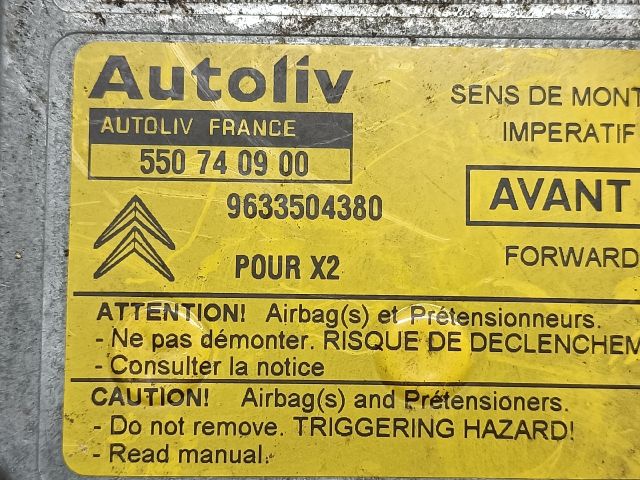 Autoliv
AUTOLIV FRANCE
550 74 09 00
9633504380
POUR X2
SENS DE MONT
IMPERATIF
AVANT
FORWARD
ATTENTION! Airbag(s) et Prétensionneurs.
- Ne pas démonter. RISQUE DE DECLENCHEM
- Consulter la notice
CAUTION! Airbag(s) and Prétensioners.
- Do not remove. TRIGGERING HAZARD!
- Read manual.